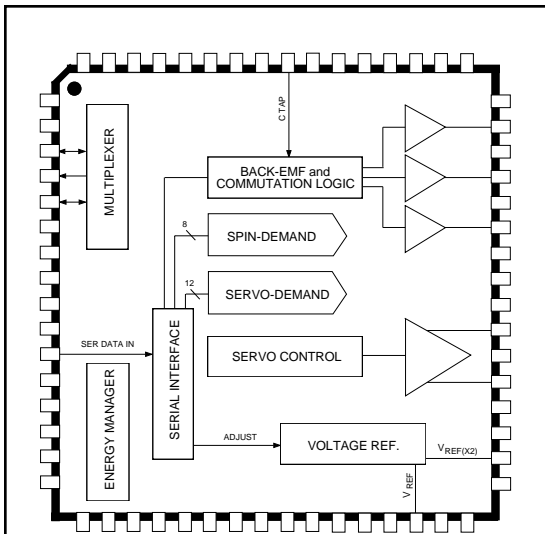 C TAP
MULTIPLEXER
BACK-EMF and
COMMUTATION LOGIC
8
SPIN-DEMAND
12
SERVO-DEMAND
SER DATA IN
SERIAL INTERFACE
SERVO CONTROL
ENERGY MANAGER
ADJUST
VOLTAGE REF.
VREF(X2)
VREF